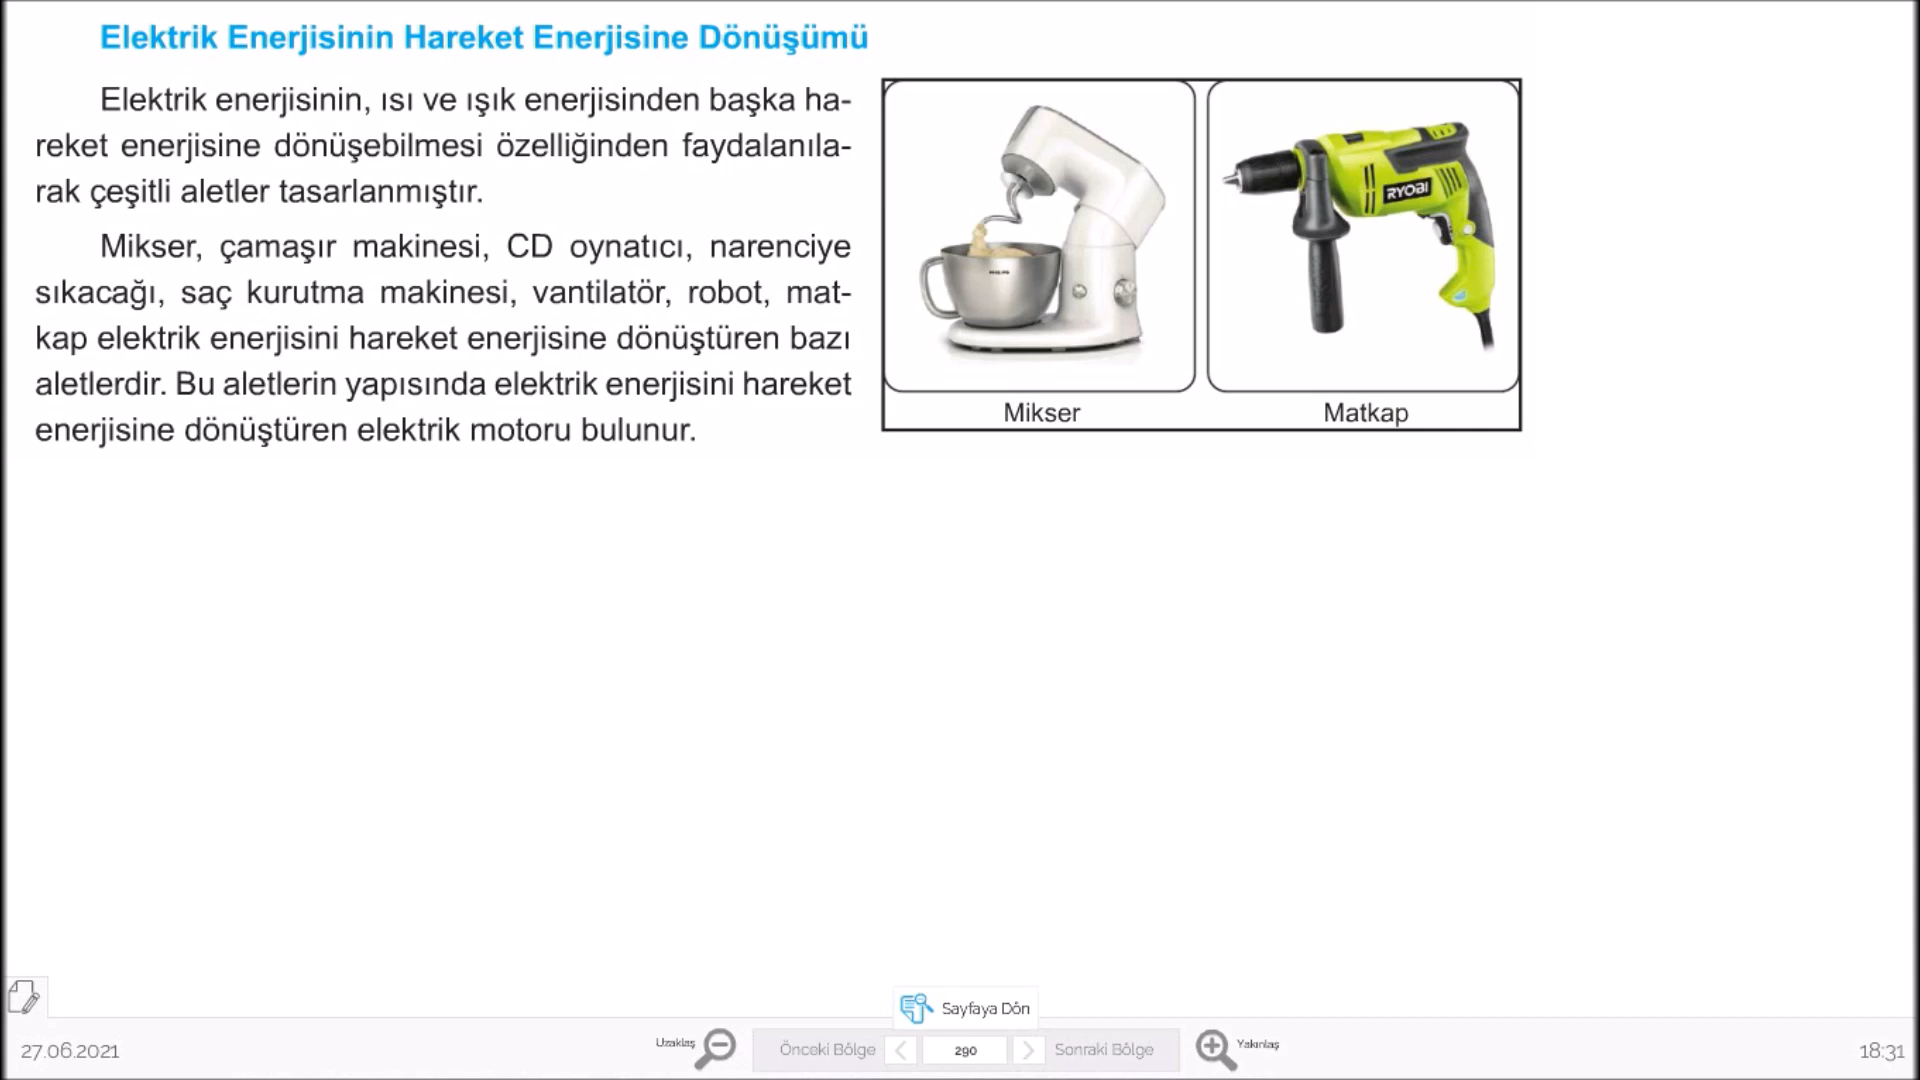 Elektrik Enerjisinin Hareket Enerjisine Dönüşümü
Elektrik enerjisinin, ısı ve ışık enerjisinden başka ha-
reket enerjisine dönüşebilmesi özelliğinden faydalanıla-
rak çeşitli aletler tasarlanmıştır.
Mikser, çamaşır makinesi, CD oynatıcı, narenciye
sıkacağı, saç kurutma makinesi, vantilatör, robot, mat-
kap elektrik enerjisini hareket enerjisine dönüştüren bazı
aletlerdir. Bu aletlerin yapısında elektrik enerjisini hareket
enerjisine dönüştüren elektrik motoru bulunur.
PHILIPS
RYOBI
Mikser
Matkap
Sayfaya Dön
27.06.2021
Uzaklaş
Önceki Bölge
290
Sonraki Bölge
Yakınlaş
18:31